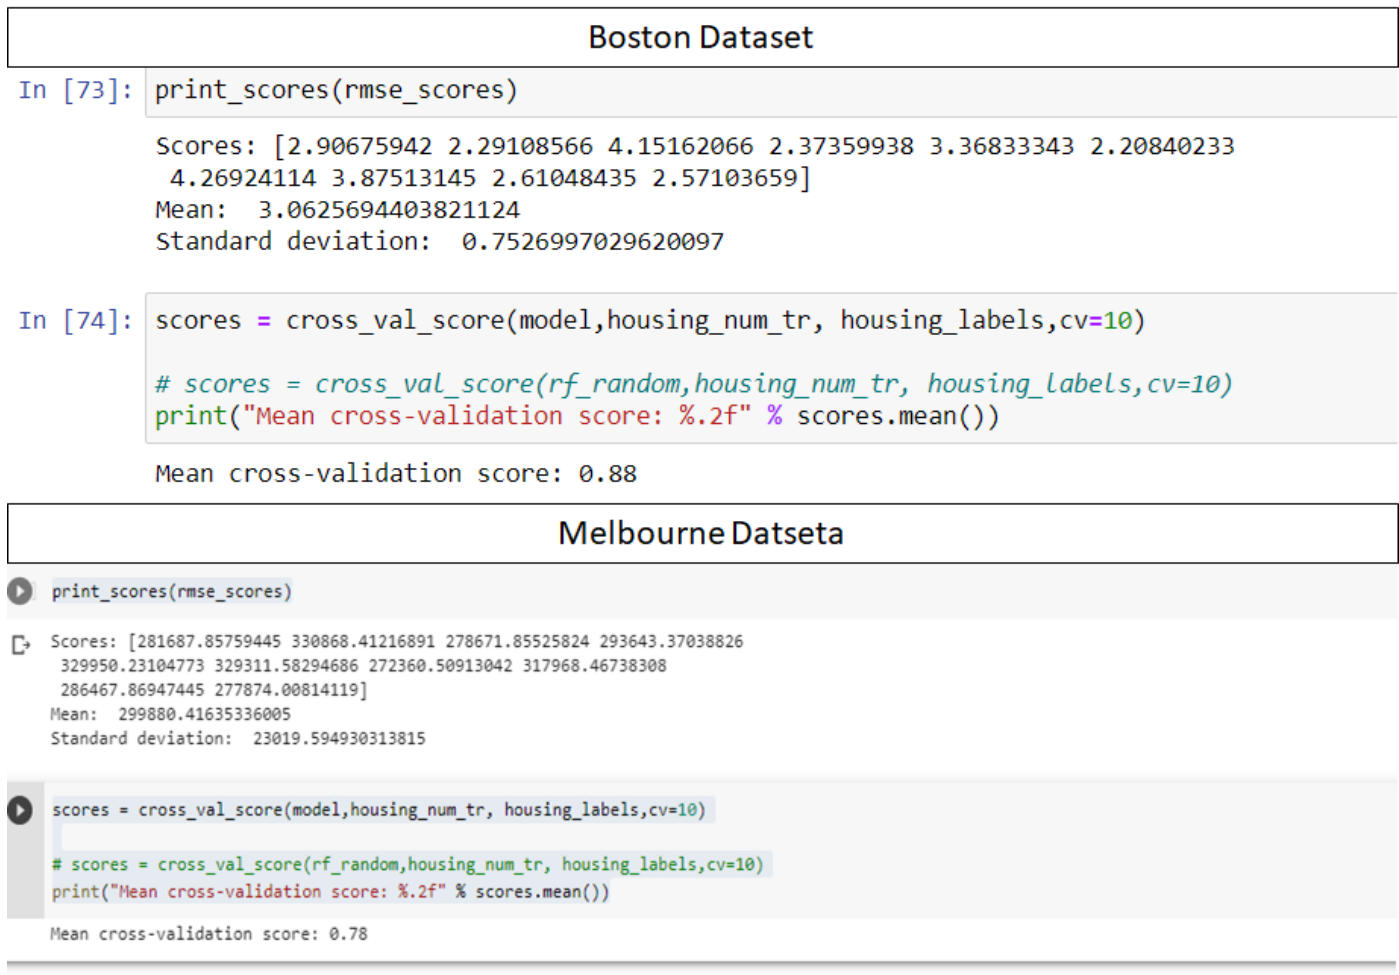 Boston Dataset
In [73]: print_scores(rmse_scores)
Scores: [2.90675942 2.29108566 4.15162066 2.37359938 3.36833343 2.20840233
4.26924114 3.87513145 2.61048435 2.57103659]
Mean:  3.0625694403821124
Standard deviation:  0.7526997029620097
In [74]: scores = cross_val_score(model,housing_num_tr, housing_labels,cv=10)
# scores = cross_val_score(rf_random,housing_num_tr, housing_labels,cv=10)
print("Mean cross-validation score: %.2f" % scores.mean())
Mean cross-validation score: 0.88
Melbourne Datseta
print_scores(rmse_scores)
Scores: [281687.85759445 330868.41216891 278671.85525824 293643.37038826
329950.23104773 329311.58294686 272360.50913042 317968.46738308
286467.86947445 277874.00814119]
Mean:  299880.41635336005
Standard deviation:  23019.594930313815
scores = cross_val_score(model,housing_num_tr, housing_labels,cv=10)
# scores = cross_val_score(rf_random,housing_num_tr, housing_labels,cv=10)
print("Mean cross-validation score: %.2f" % scores.mean())
Mean cross-validation score: 0.78